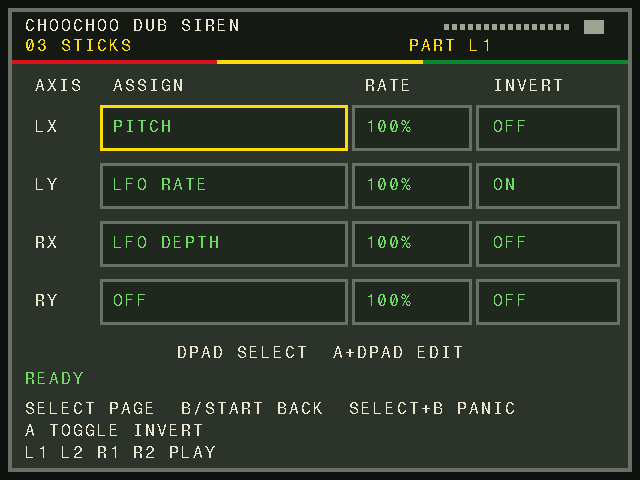 CHOOCHOO DUB SIREN
03 STICKS PART L1
AXIS ASSIGN RATE INVERT
LX PITCH 100% OFF
LY LFO RATE 100% ON
RX LFO DEPTH 100% OFF
RY OFF 100% OFF
DPAD SELECT A+DPAD EDIT
READY
SELECT PAGE B/START BACK SELECT+B PANIC
A TOGGLE INVERT
L1 L2 R1 R2 PLAY